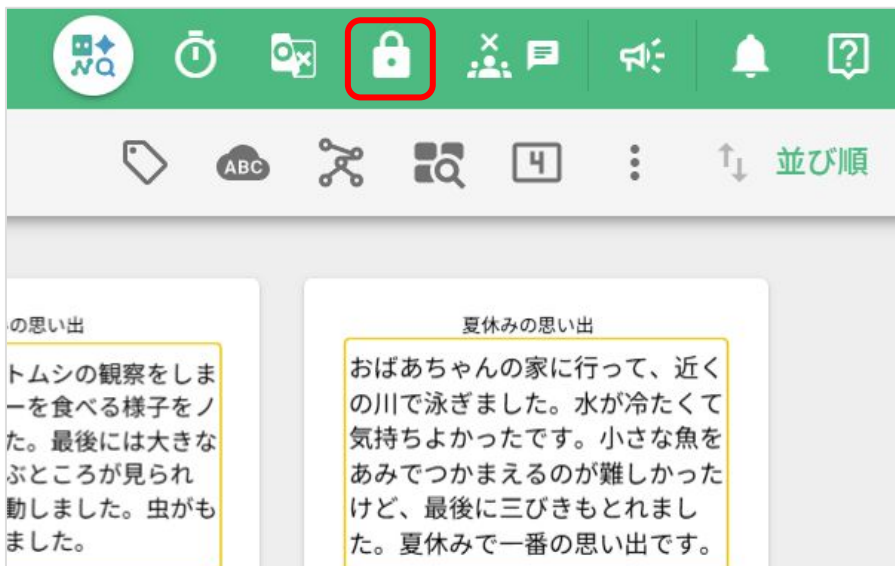 ABC
4
並び順
の思い出
トムシの観察をしま
ーを食べる様子をノ
た。最後には大きな
ぶところが見られ
動しました。虫がも
ました。
夏休みの思い出
おばあちゃんの家に行って、近く
の川で泳ぎました。水が冷たくて
気持ちよかったです。小さな魚を
あみでつかまえるのが難しかった
けど、最後に三びきもとれまし
た。夏休みで一番の思い出です。